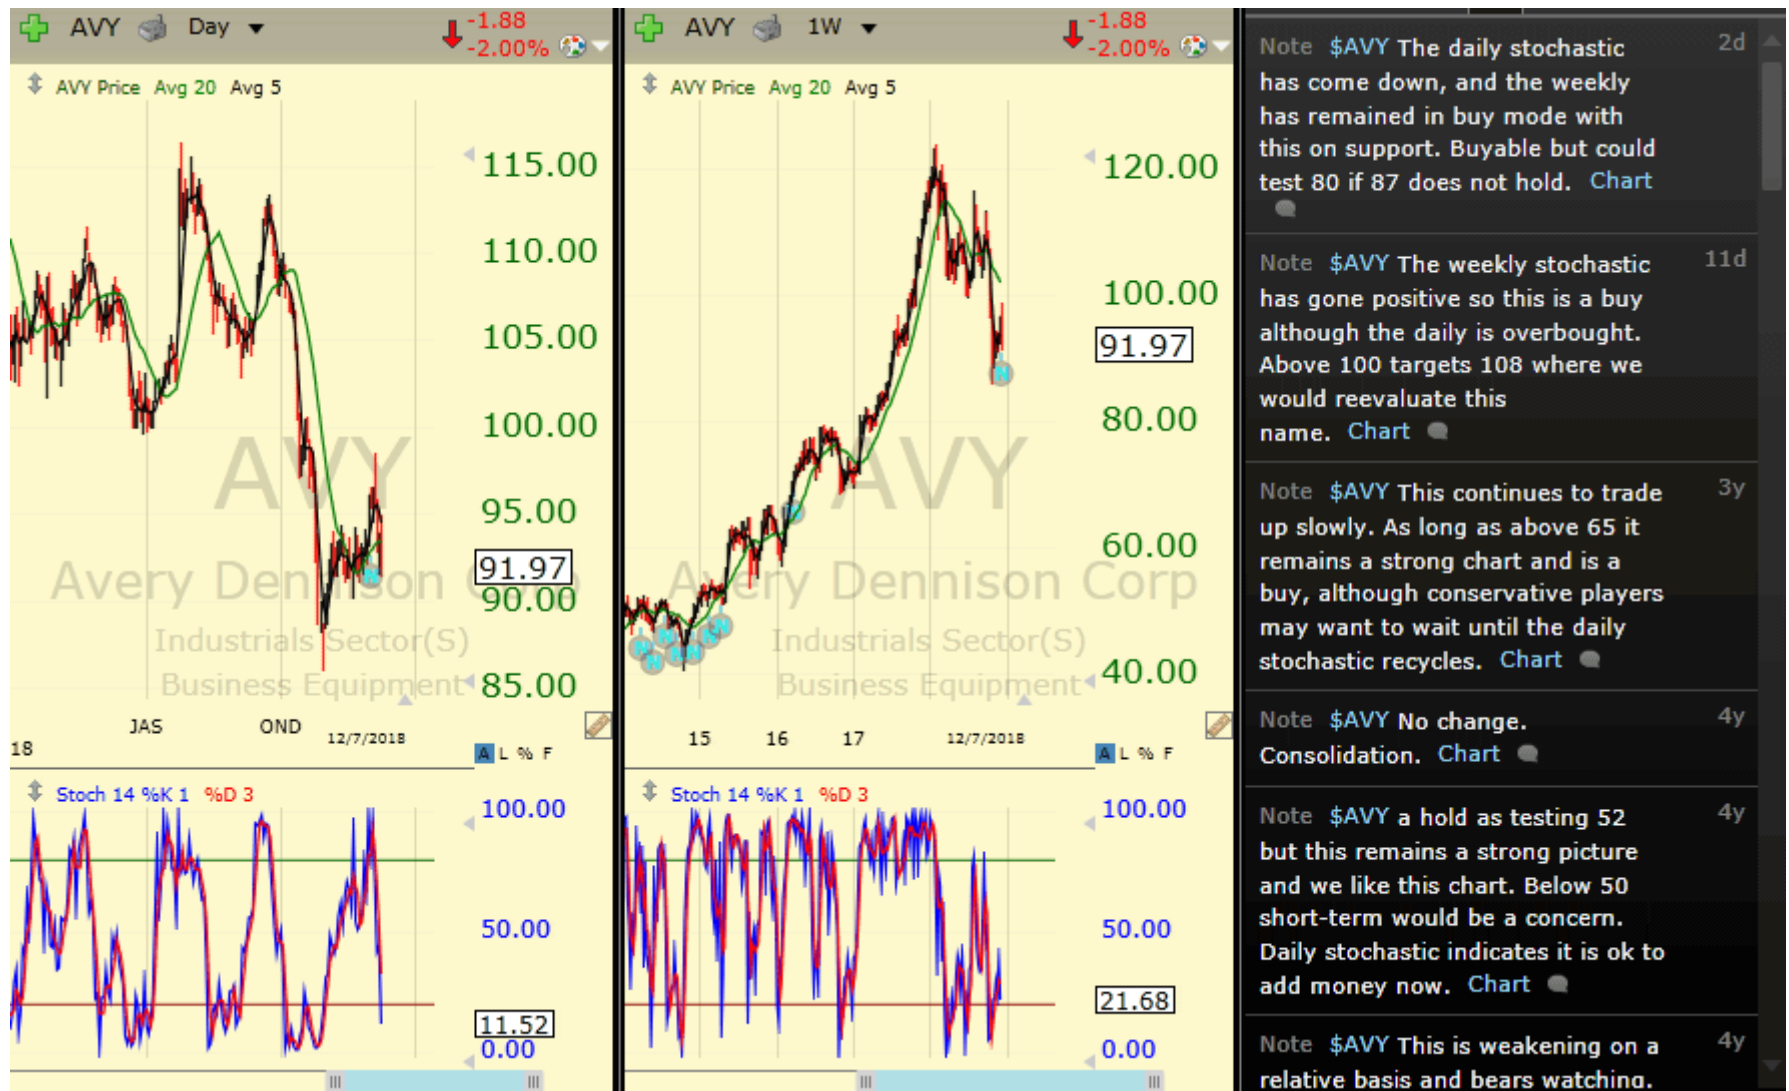 AVY Day -1.88
-2.00%
AVY Price Avg 20 Avg 5
115.00
110.00
105.00
100.00
95.00
91.97
90.00
85.00
AVY
Avery Dennison Corp
Industrials Sector(S)
Business Equipment
18 JAS OND 12/7/2018
A L % F
Stoch 14 %K 1 %D 3
100.00
50.00
11.52
0.00
AVY 1W -1.88
-2.00%
AVY Price Avg 20 Avg 5
120.00
100.00
91.97
80.00
60.00
40.00
AVY
Avery Dennison Corp
Industrials Sector(S)
Business Equipment
N
N
N
N
N
N
N
N
N
N
15 16 17 12/7/2018
A L % F
Stoch 14 %K 1 %D 3
100.00
50.00
21.68
0.00
Note $AVY The daily stochastic 2d
has come down, and the weekly
has remained in buy mode with
this on support. Buyable but could
test 80 if 87 does not hold. Chart
Note $AVY The weekly stochastic 11d
has gone positive so this is a buy
although the daily is overbought.
Above 100 targets 108 where we
would reevaluate this
name. Chart
Note $AVY This continues to trade 3y
up slowly. As long as above 65 it
remains a strong chart and is a
buy, although conservative players
may want to wait until the daily
stochastic recycles. Chart
Note $AVY No change. 4y
Consolidation. Chart
Note $AVY a hold as testing 52 4y
but this remains a strong picture
and we like this chart. Below 50
short-term would be a concern.
Daily stochastic indicates it is ok to
add money now. Chart
Note $AVY This is weakening on a 4y
relative basis and bears watching.